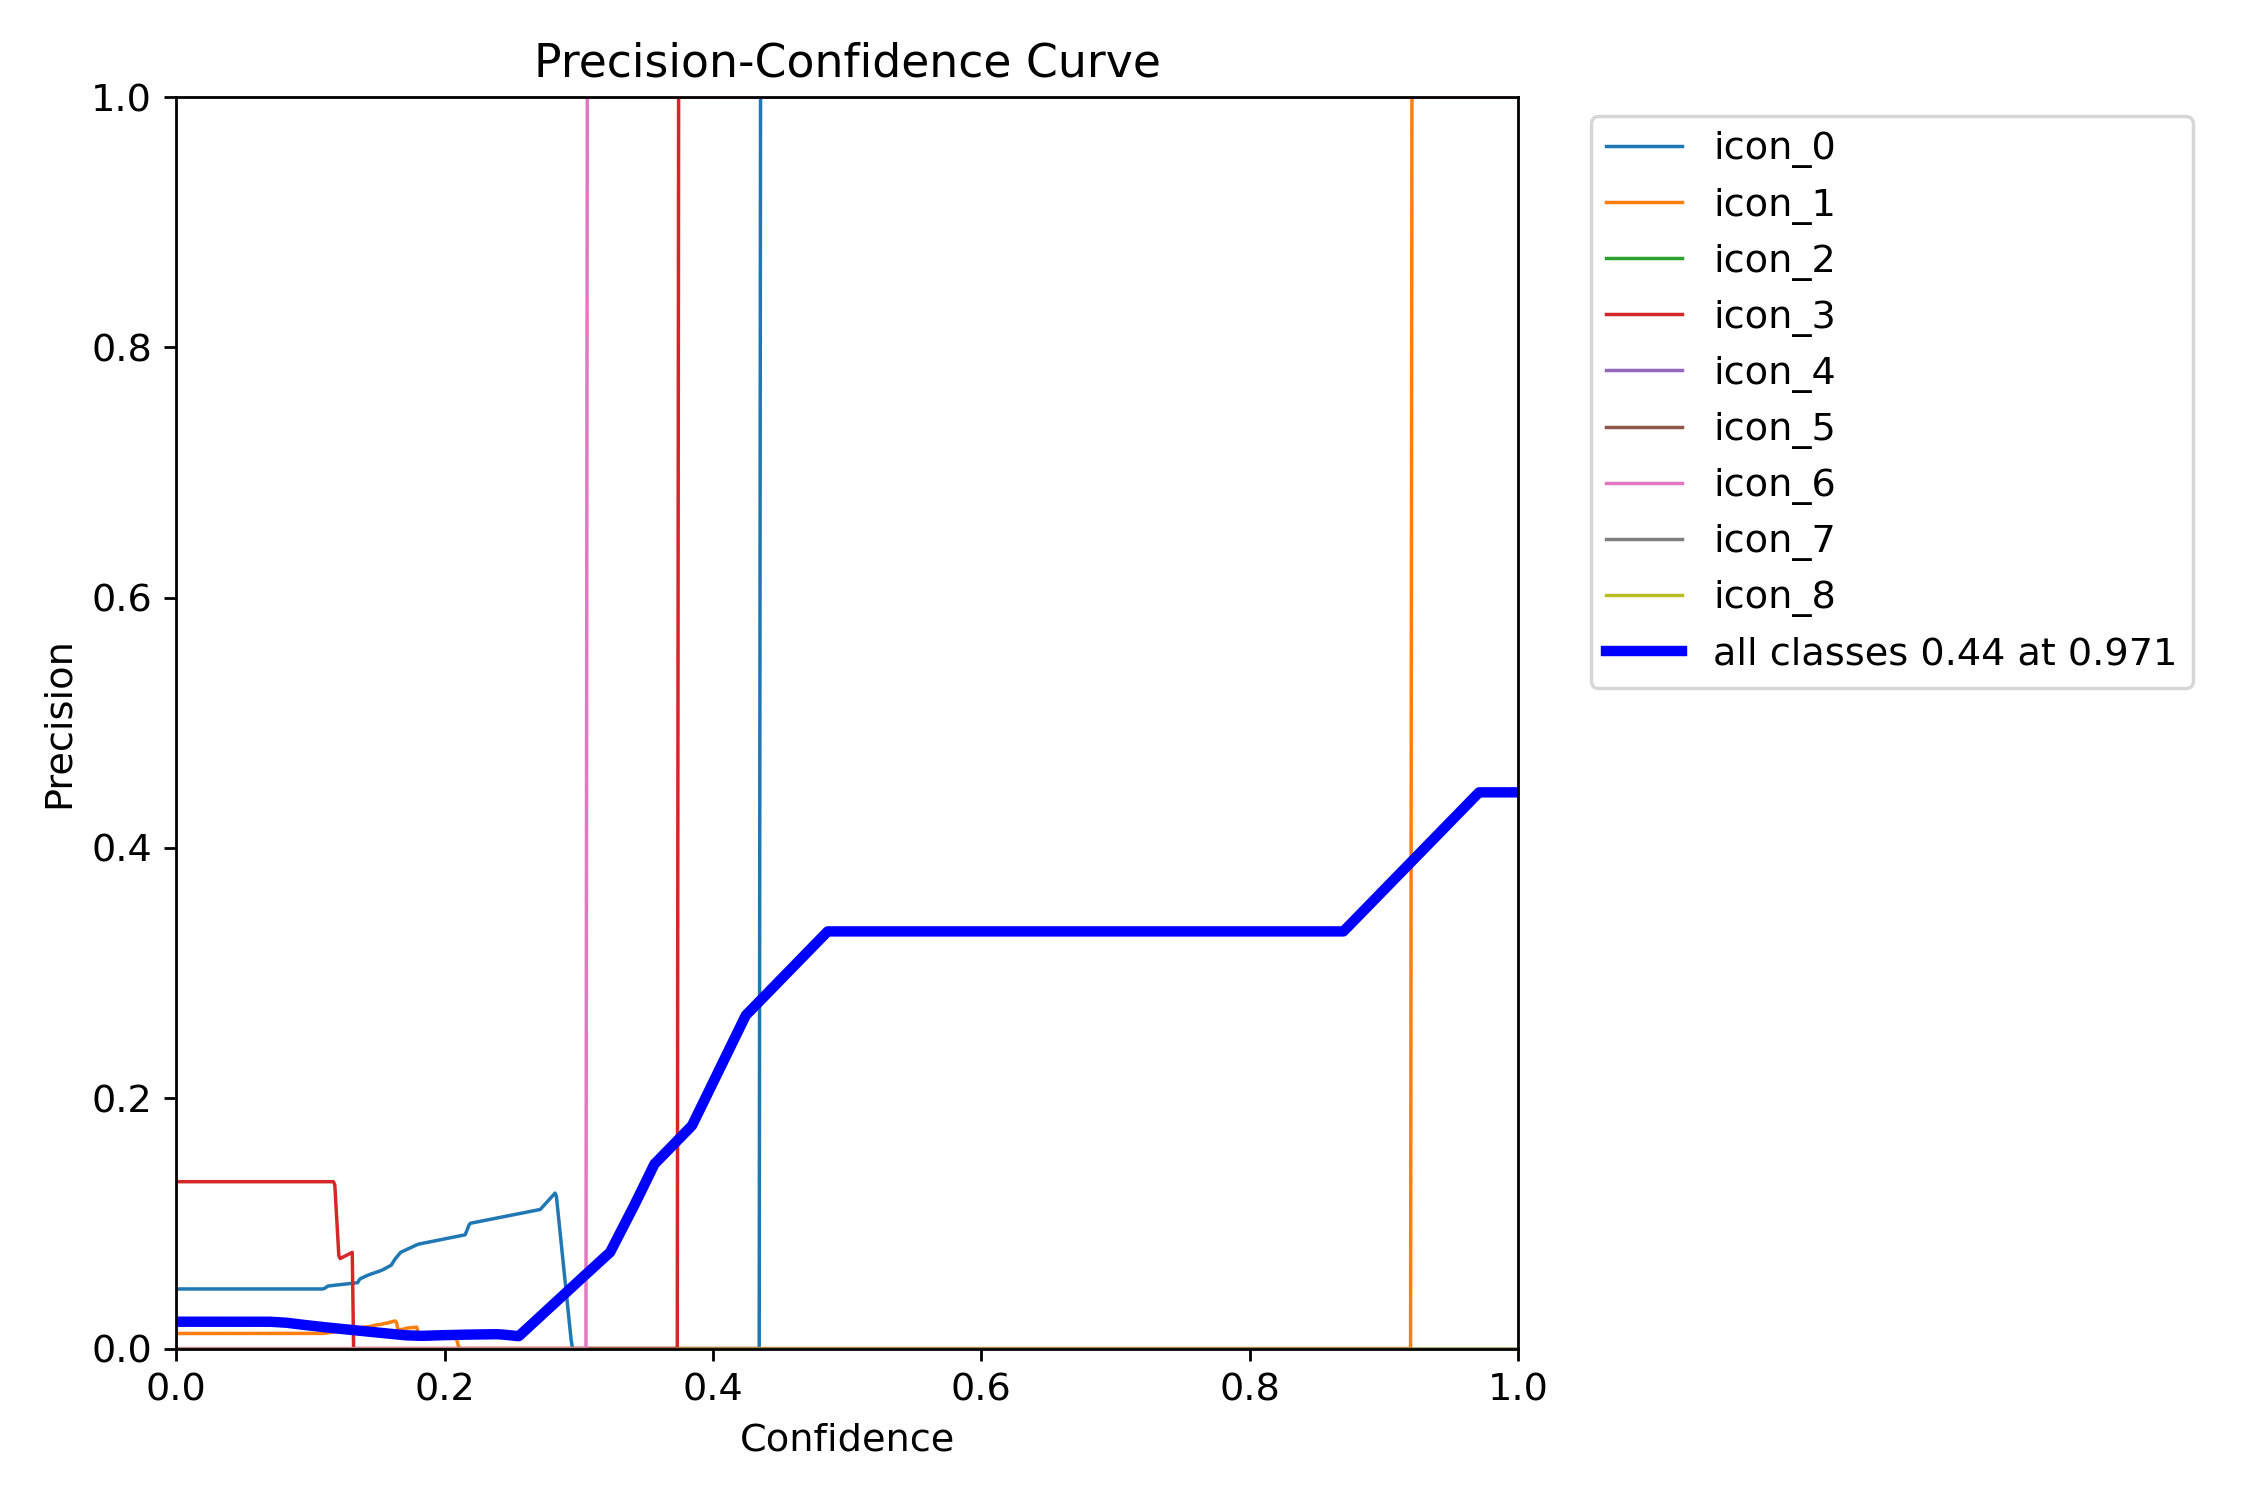 Precision-Confidence Curve
Precision
1.0
0.8
0.6
0.4
0.2
0.0
0.0 0.2 0.4 0.6 0.8 1.0
Confidence
icon_0
icon_1
icon_2
icon_3
icon_4
icon_5
icon_6
icon_7
icon_8
all classes 0.44 at 0.971